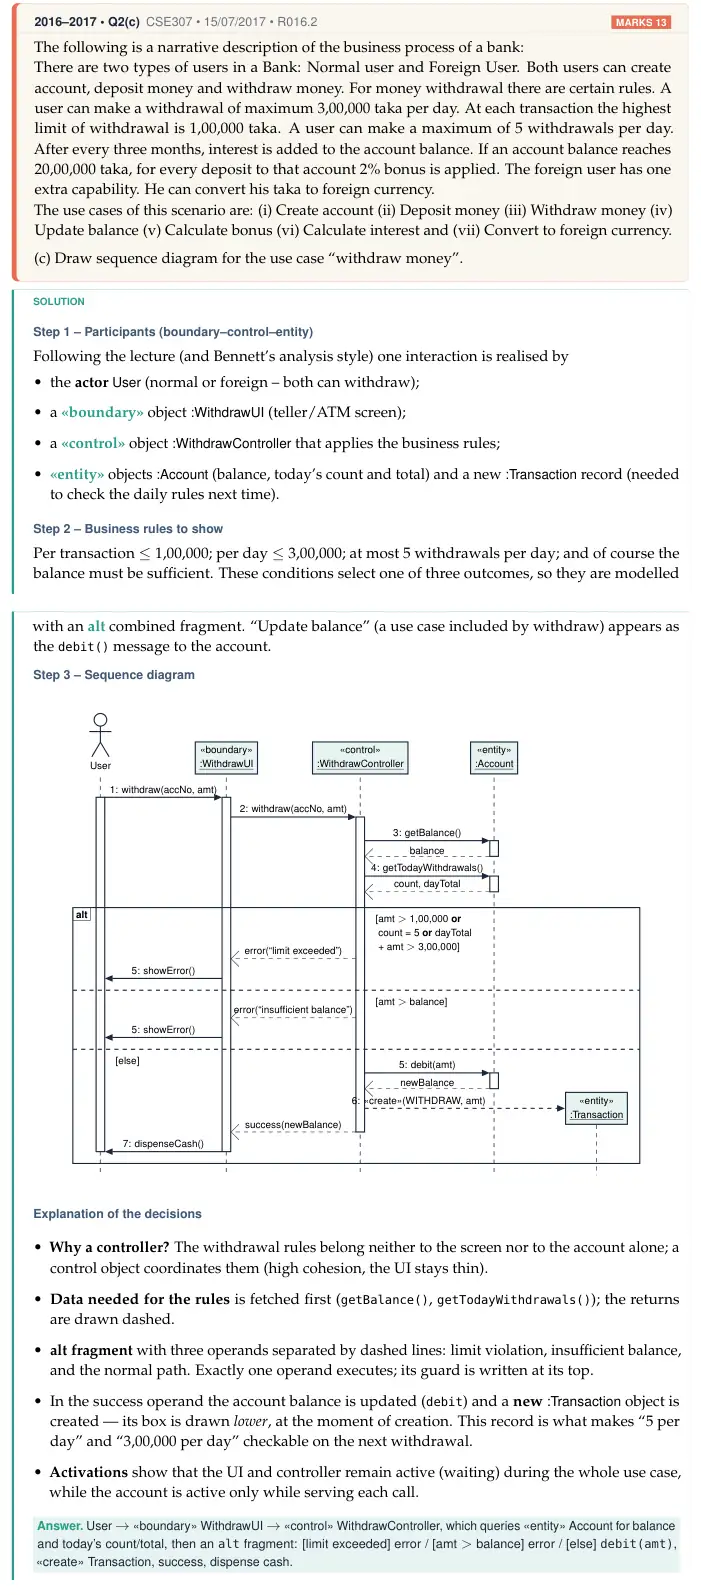 2016–2017 • Q2(c) CSE307 • 15/07/2017 • R016.2 MARKS 13
The following is a narrative description of the business process of a bank:
There are two types of users in a Bank: Normal user and Foreign User. Both users can create
account, deposit money and withdraw money. For money withdrawal there are certain rules. A
user can make a withdrawal of maximum 3,00,000 taka per day. At each transaction the highest
limit of withdrawal is 1,00,000 taka. A user can make a maximum of 5 withdrawals per day.
After every three months, interest is added to the account balance. If an account balance reaches
20,00,000 taka, for every deposit to that account 2% bonus is applied. The foreign user has one
extra capability. He can convert his taka to foreign currency.
The use cases of this scenario are: (i) Create account (ii) Deposit money (iii) Withdraw money (iv)
Update balance (v) Calculate bonus (vi) Calculate interest and (vii) Convert to foreign currency.
(c) Draw sequence diagram for the use case “withdraw money”.
SOLUTION
Step 1 – Participants (boundary–control–entity)
Following the lecture (and Bennett’s analysis style) one interaction is realised by
• the actor User (normal or foreign – both can withdraw);
• a «boundary» object :WithdrawUI (teller/ATM screen);
• a «control» object :WithdrawController that applies the business rules;
• «entity» objects :Account (balance, today’s count and total) and a new :Transaction record (needed
to check the daily rules next time).
Step 2 – Business rules to show
Per transaction ≤ 1,00,000; per day ≤ 3,00,000; at most 5 withdrawals per day; and of course the
balance must be sufficient. These conditions select one of three outcomes, so they are modelled
with an alt combined fragment. “Update balance” (a use case included by withdraw) appears as
the debit() message to the account.
Step 3 – Sequence diagram
«boundary» «control» «entity»
User :WithdrawUI :WithdrawController :Account
1: withdraw(accNo, amt)
2: withdraw(accNo, amt)
3: getBalance()
balance
4: getTodayWithdrawals()
count, dayTotal
alt [amt > 1,00,000 or
count = 5 or dayTotal
+ amt > 3,00,000]
error(“limit exceeded”)
5: showError()
[amt > balance]
error(“insufficient balance”)
5: showError()
[else]
5: debit(amt)
newBalance
6: «create»(WITHDRAW, amt) «entity»
:Transaction
success(newBalance)
7: dispenseCash()
Explanation of the decisions
• Why a controller? The withdrawal rules belong neither to the screen nor to the account alone; a
control object coordinates them (high cohesion, the UI stays thin).
• Data needed for the rules is fetched first (getBalance(), getTodayWithdrawals()); the returns
are drawn dashed.
• alt fragment with three operands separated by dashed lines: limit violation, insufficient balance,
and the normal path. Exactly one operand executes; its guard is written at its top.
• In the success operand the account balance is updated (debit) and a new :Transaction object is
created — its box is drawn lower, at the moment of creation. This record is what makes “5 per
day” and “3,00,000 per day” checkable on the next withdrawal.
• Activations show that the UI and controller remain active (waiting) during the whole use case,
while the account is active only while serving each call.
Answer. User → «boundary» WithdrawUI → «control» WithdrawController, which queries «entity» Account for balance
and today’s count/total, then an alt fragment: [limit exceeded] error / [amt > balance] error / [else] debit(amt),
«create» Transaction, success, dispense cash.